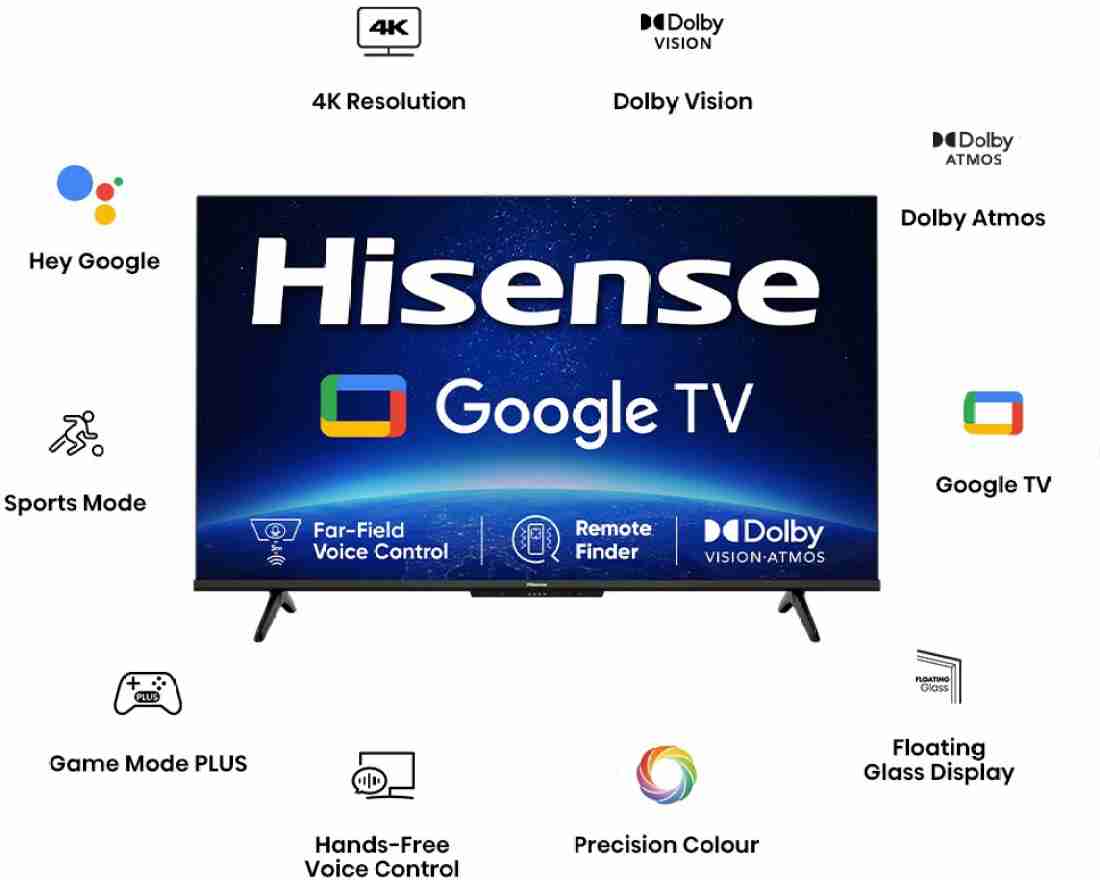 4K
4K Resolution
Dolby
VISION
Dolby Vision
Dolby
ATMOS
Dolby Atmos
Hey Google
Hisense
Google TV
Sports Mode
Google TV
Far-Field
Voice Control
Remote
Finder
Dolby
VISION·ATMOS
Hisense
PLUS
Game Mode PLUS
Hands-Free
Voice Control
Precision Colour
FLOATING
Glass
Floating
Glass Display